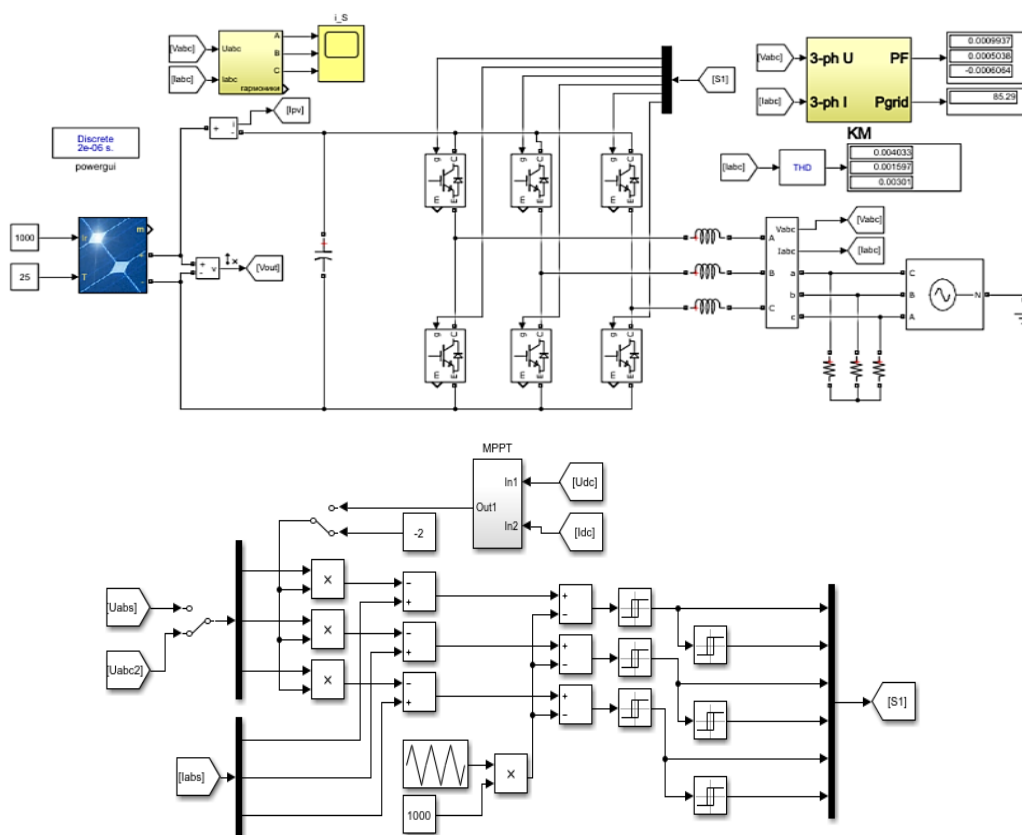 i_S
[Vabc]
Uabc
A
B
C
[Iabc]
Iabc
гармоники
[Vabc]
3-ph U
PF
0.0009937
0.0005038
-0.0006064
[Iabc]
3-ph I
Pgrid
85.29
KM
[Iabc]
THD
0.004033
0.001597
0.00301
[S1]
[Ipv]
+
-
i
Discrete
2e-06 s.
powergui
1000
25
T
m
+
-
v
[Vout]
g
C
E
g
C
E
g
C
E
g
C
E
g
C
E
g
C
E
A
B
C
Vabc
Iabc
a
b
c
[Vabc]
[Iabc]
C
B
A
N
MPPT
In1
In2
Out1
[Udc]
[Idc]
-2
[Uabs]
[Uabc2]
[Iabs]
×
×
×
−
+
−
+
−
+
+
−
+
−
+
−
1000
×
[S1]